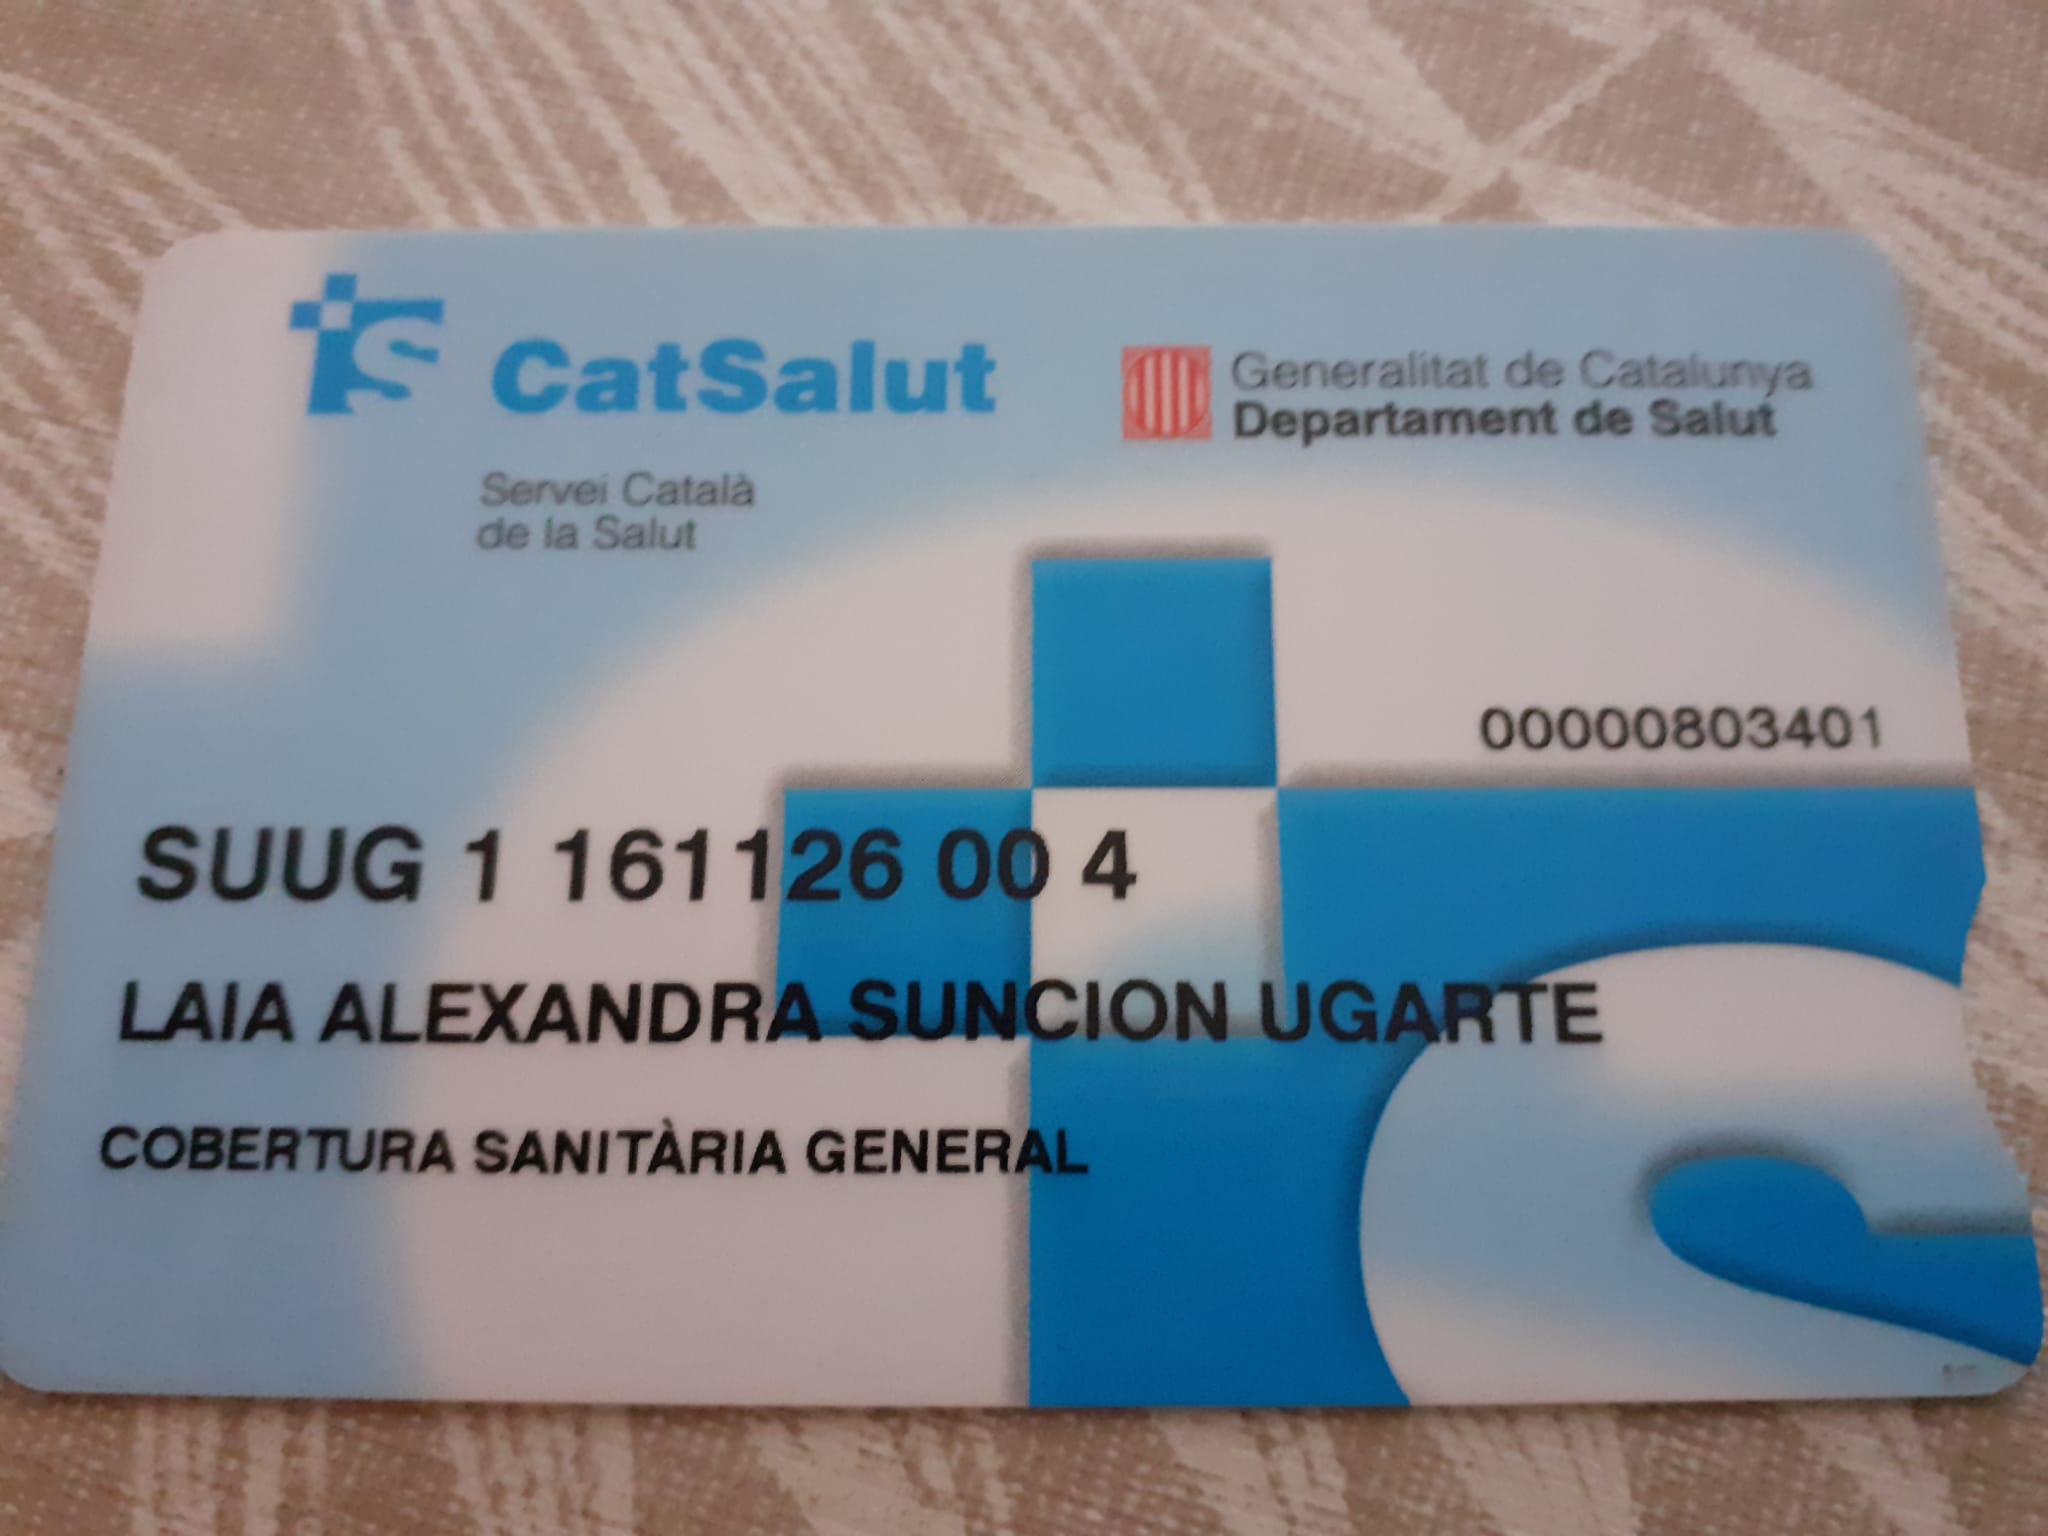 CatSalut
Servei Català
de la Salut
Generalitat de Catalunya
Departament de Salut
00000803401
SUUG 1 161126 00 4
LAIA ALEXANDRA SUNCION UGARTE
COBERTURA SANITÀRIA GENERAL